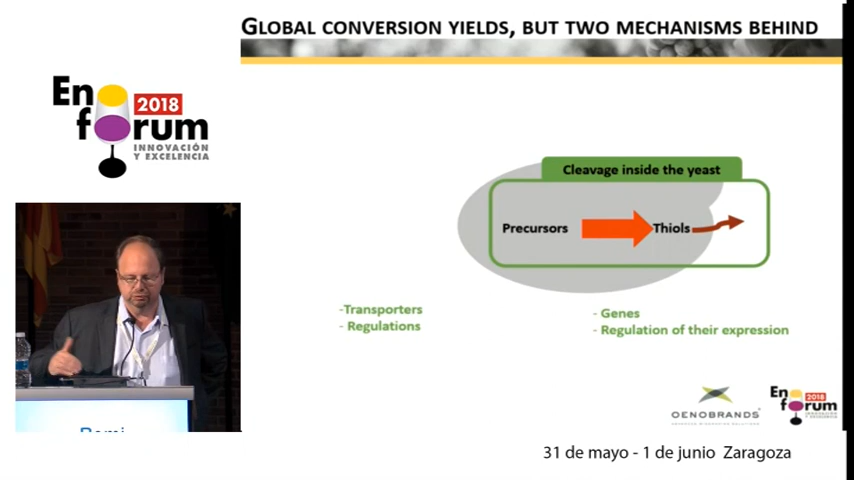 GLOBAL CONVERSION YIELDS, BUT TWO MECHANISMS BEHIND
En
2018
forum
INNOVACIÓN
Y EXCELENCIA
Cleavage inside the yeast
Precursors
Thiols
-Transporters
- Regulations
- Genes
- Regulation of their expression
OENOBRANDS
En
2018
forum
31 de mayo - 1 de junio Zaragoza